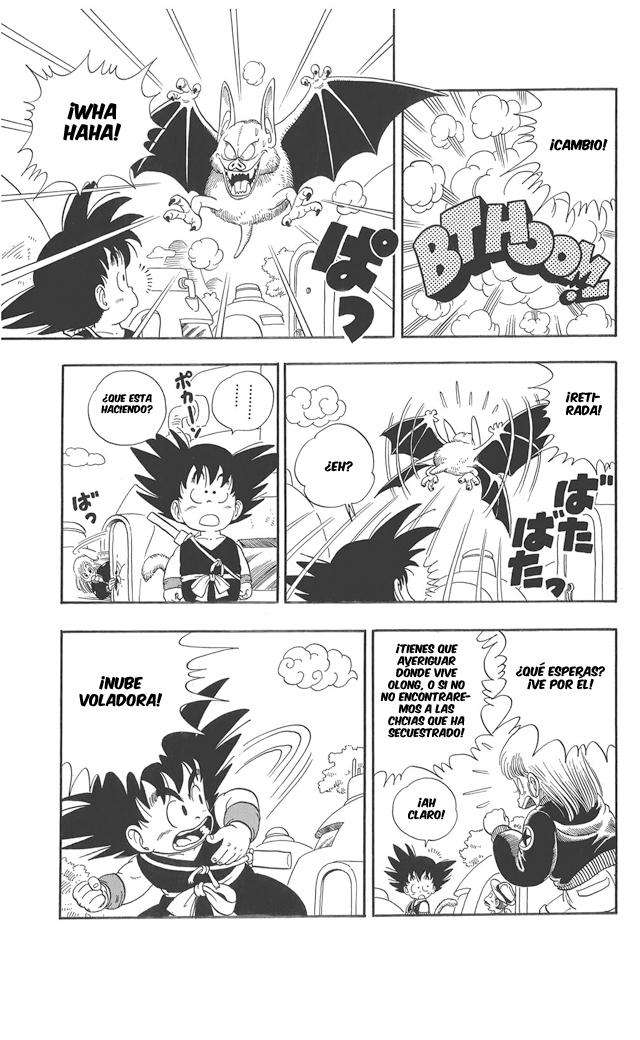 ¡CAMBIO!
BTHOOM!
¡WHA
HAHA!
ぱっ
¡RETI-
RADA!
¿EH?
ばた
ばたっ
......
ポカーン
¿QUE ESTA
HACIENDO?
ばっ
¿QUÉ ESPERAS?
¡VE POR EL!
¡TIENES QUE
AVERIGUAR
DONDE VIVE
OLONG, O SI NO
NO ENCONTRARE-
MOS A LAS
CHCIAS QUE HA
SECUESTRADO!
¡AH
CLARO!
¡NUBE
VOLADORA!